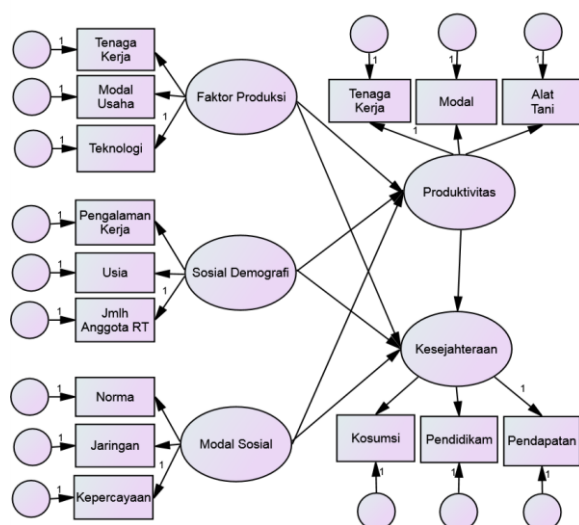 1
Tenaga
Kerja
1
Modal
Usaha
1
Teknologi
1
Faktor Produksi
1
1
1
Tenaga
Kerja
Modal
Alat
Tani
1
Produktivitas
1
Pengalaman
Kerja
1
Usia
1
Jmlh
Anggota RT
1
Sosial Demografi
Kesejahteraan
1
Norma
1
Jaringan
1
Kepercayaan
1
Modal Sosial
1
Kosumsi
Pendidikam
Pendapatan
1
1
1